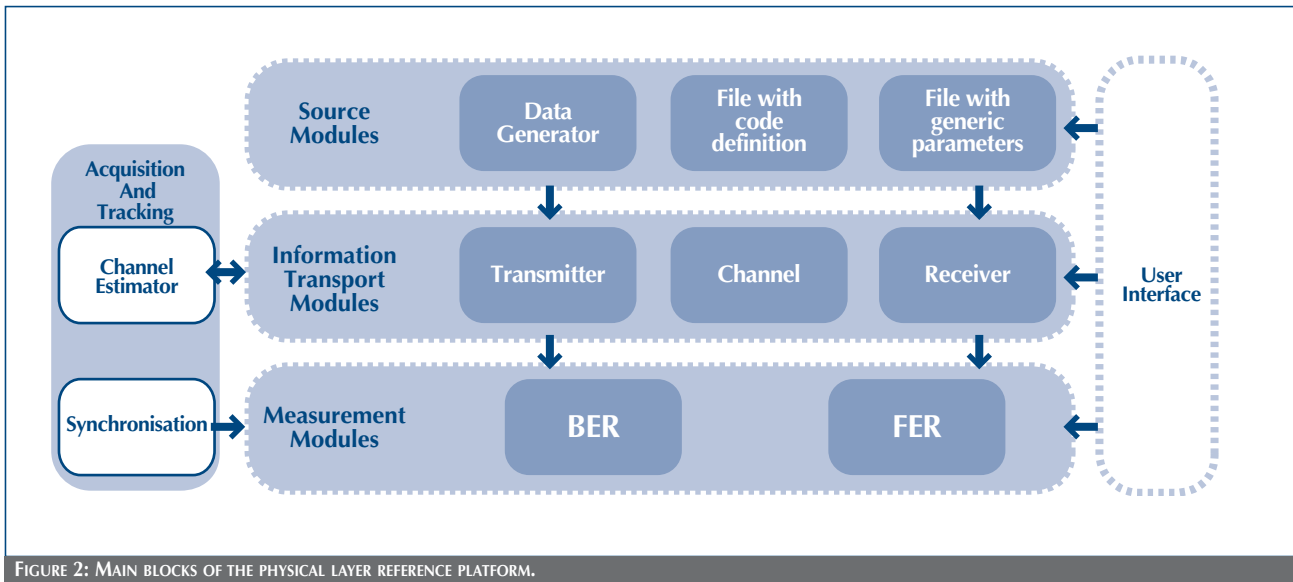 Source
Modules
Data
Generator
File with
code
definition
File with
generic
parameters
Acquisition
And
Tracking
Channel
Estimator
Synchronisation
Information
Transport
Modules
Transmitter
Channel
Receiver
Measurement
Modules
BER
FER
User
Interface
FIGURE 2: MAIN BLOCKS OF THE PHYSICAL LAYER REFERENCE PLATFORM.